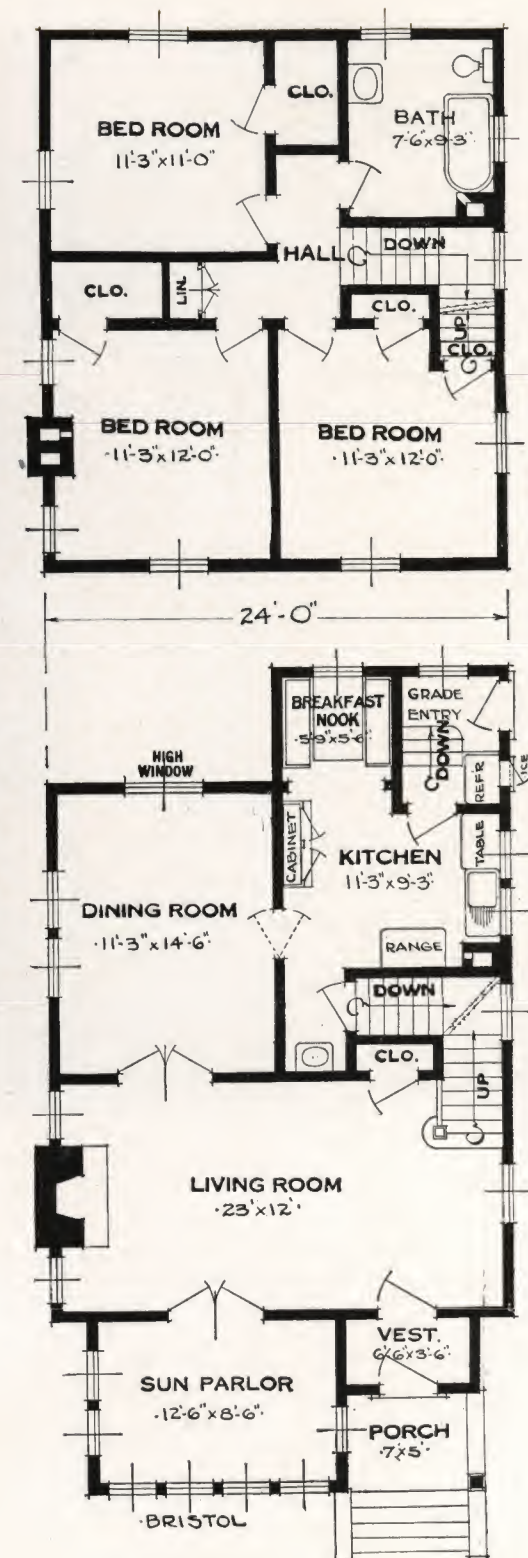 CLO.
BATH
7'-6"x9'-3"
BED ROOM
11'-3"x11'-0"
HALL
DOWN
CLO.
LIN.
CLO.
UP
CLO.
BED ROOM
·11'-3"x12'-0"·
BED ROOM
·11'-3"x12'-0"·
24'-0"
BREAKFAST
NOOK
·5'-9"x5'-6"·
GRADE
ENTRY
DOWN
REFR.
ICE
HIGH
WINDOW
CABINET
KITCHEN
11'-3"x9'-3"
TABLE
DINING ROOM
·11'-3"x14'-6"·
RANGE
DOWN
CLO.
UP
LIVING ROOM
·23'x12'·
VEST.
6'-6"x3'-6"·
SUN PARLOR
·12'-6"x8'-6"·
PORCH
·7'x5'·
·BRISTOL